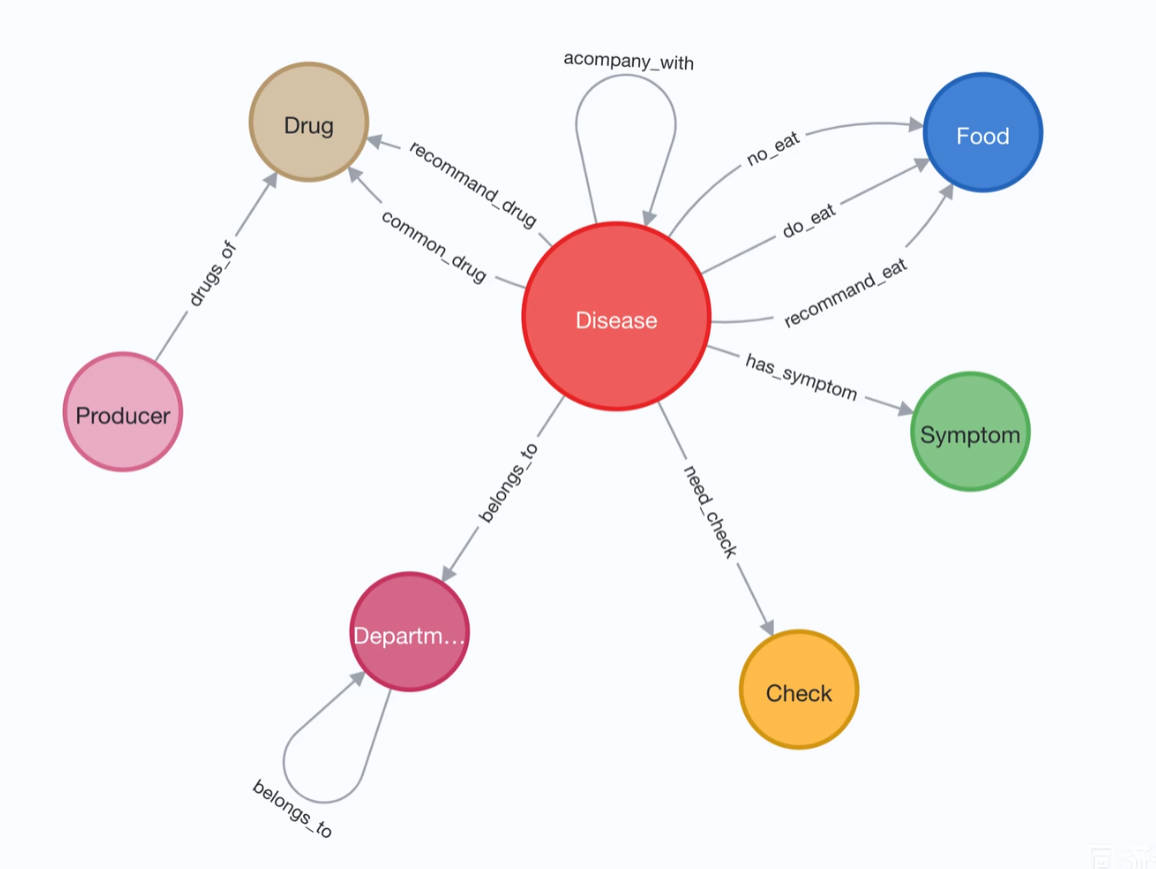 acompany_with
Drug
Food
no_eat
recommand_drug
do_eat
common_drug
drugs_of
recommand_eat
Disease
has_symptom
Producer
Symptom
belongs_to
need_check
Departm...
Check
belongs_to